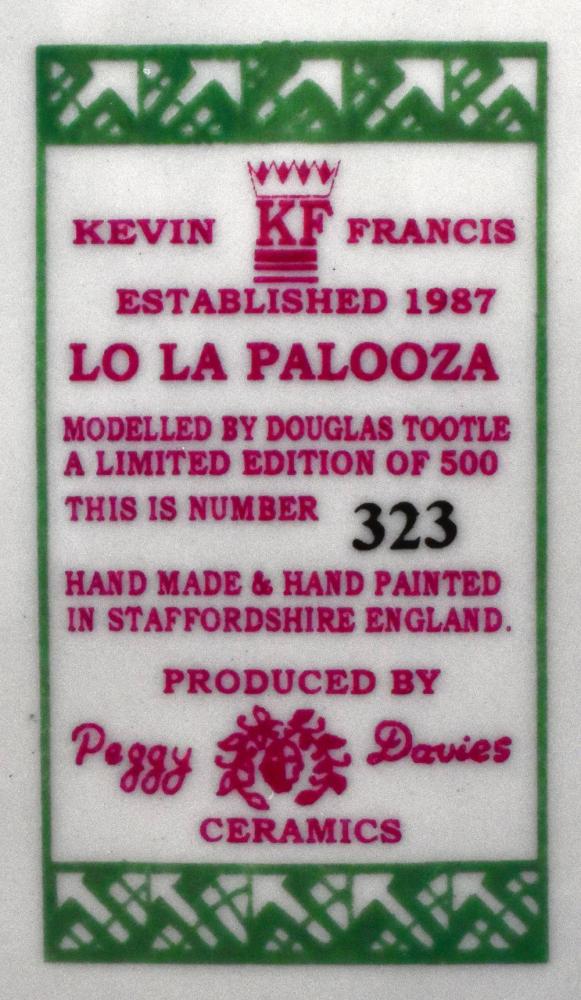 KEVIN KF FRANCIS
ESTABLISHED 1987
LO LA PALOOZA
MODELLED BY DOUGLAS TOOTLE
A LIMITED EDITION OF 500
THIS IS NUMBER 323
HAND MADE & HAND PAINTED
IN STAFFORDSHIRE ENGLAND.
PRODUCED BY
Peggy Davies
CERAMICS